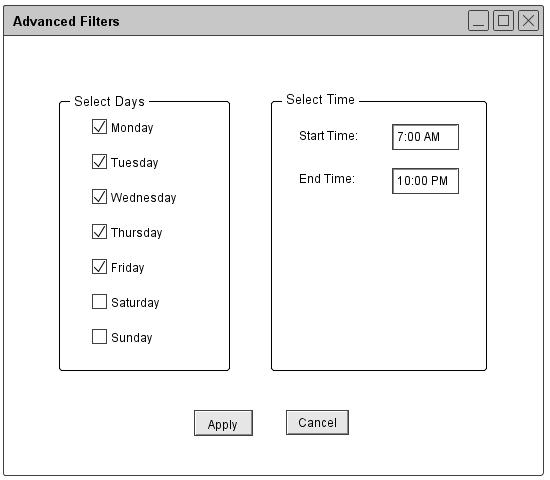 Advanced Filters
Select Days
Monday
Tuesday
Wednesday
Thursday
Friday
Saturday
Sunday
Select Time
Start Time: 7:00 AM
End Time: 10:00 PM
Apply Cancel